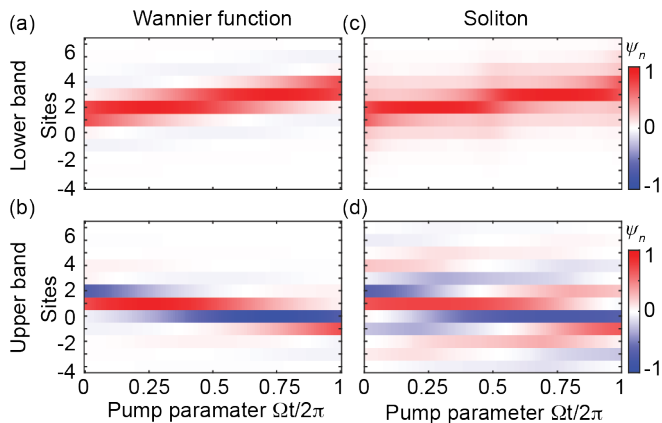 Wannier function
Soliton
(a)
(c)
Lower band
Sites
6
4
2
0
-2
-4
ψn
1
0
-1
(b)
(d)
Upper band
Sites
6
4
2
0
-2
-4
ψn
1
0
-1
0 0.25 0.5 0.75 1
0 0.25 0.5 0.75 1
Pump paramater Ωt/2π
Pump parameter Ωt/2π